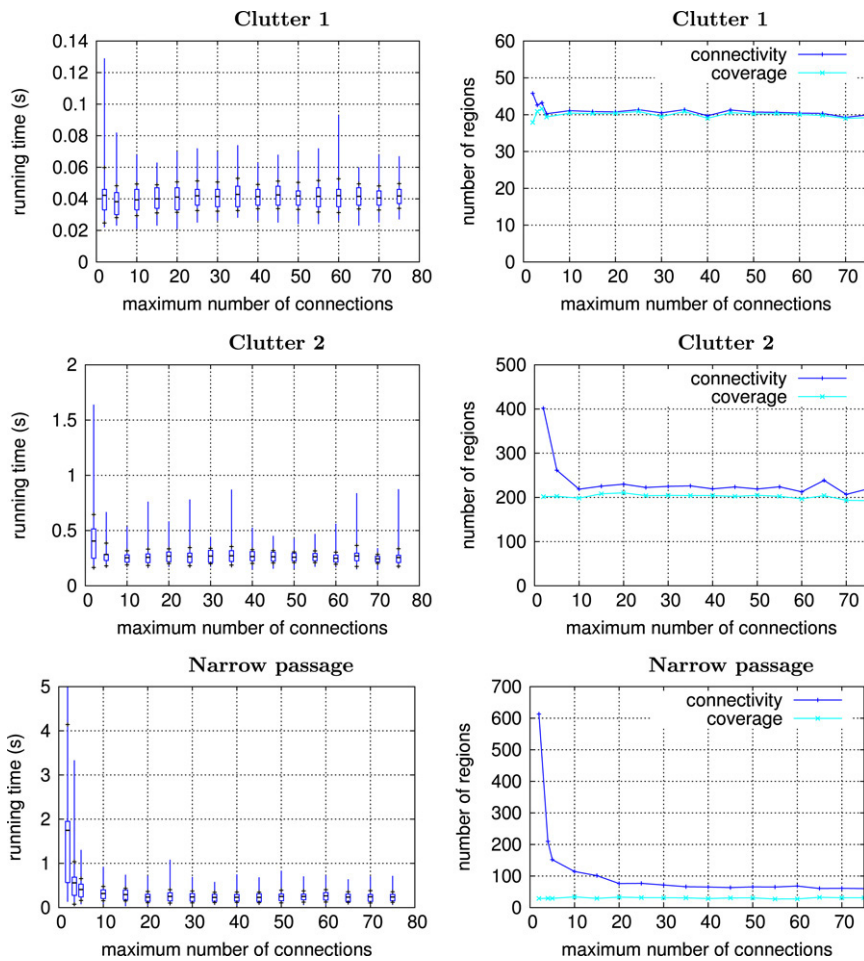 Clutter 1
0.14
0.12
0.1
0.08
0.06
0.04
0.02
0
running time (s)
0 10 20 30 40 50 60 70 80
maximum number of connections
Clutter 1
connectivity
coverage
60
50
40
30
20
10
0
number of regions
0 10 20 30 40 50 60 70
maximum number of connections
Clutter 2
2
1.5
1
0.5
0
running time (s)
0 10 20 30 40 50 60 70 80
maximum number of connections
Clutter 2
connectivity
coverage
500
400
300
200
100
0
number of regions
0 10 20 30 40 50 60 70
maximum number of connections
Narrow passage
5
4
3
2
1
0
running time (s)
0 10 20 30 40 50 60 70 80
maximum number of connections
Narrow passage
connectivity
coverage
700
600
500
400
300
200
100
0
number of regions
0 10 20 30 40 50 60 70
maximum number of connections